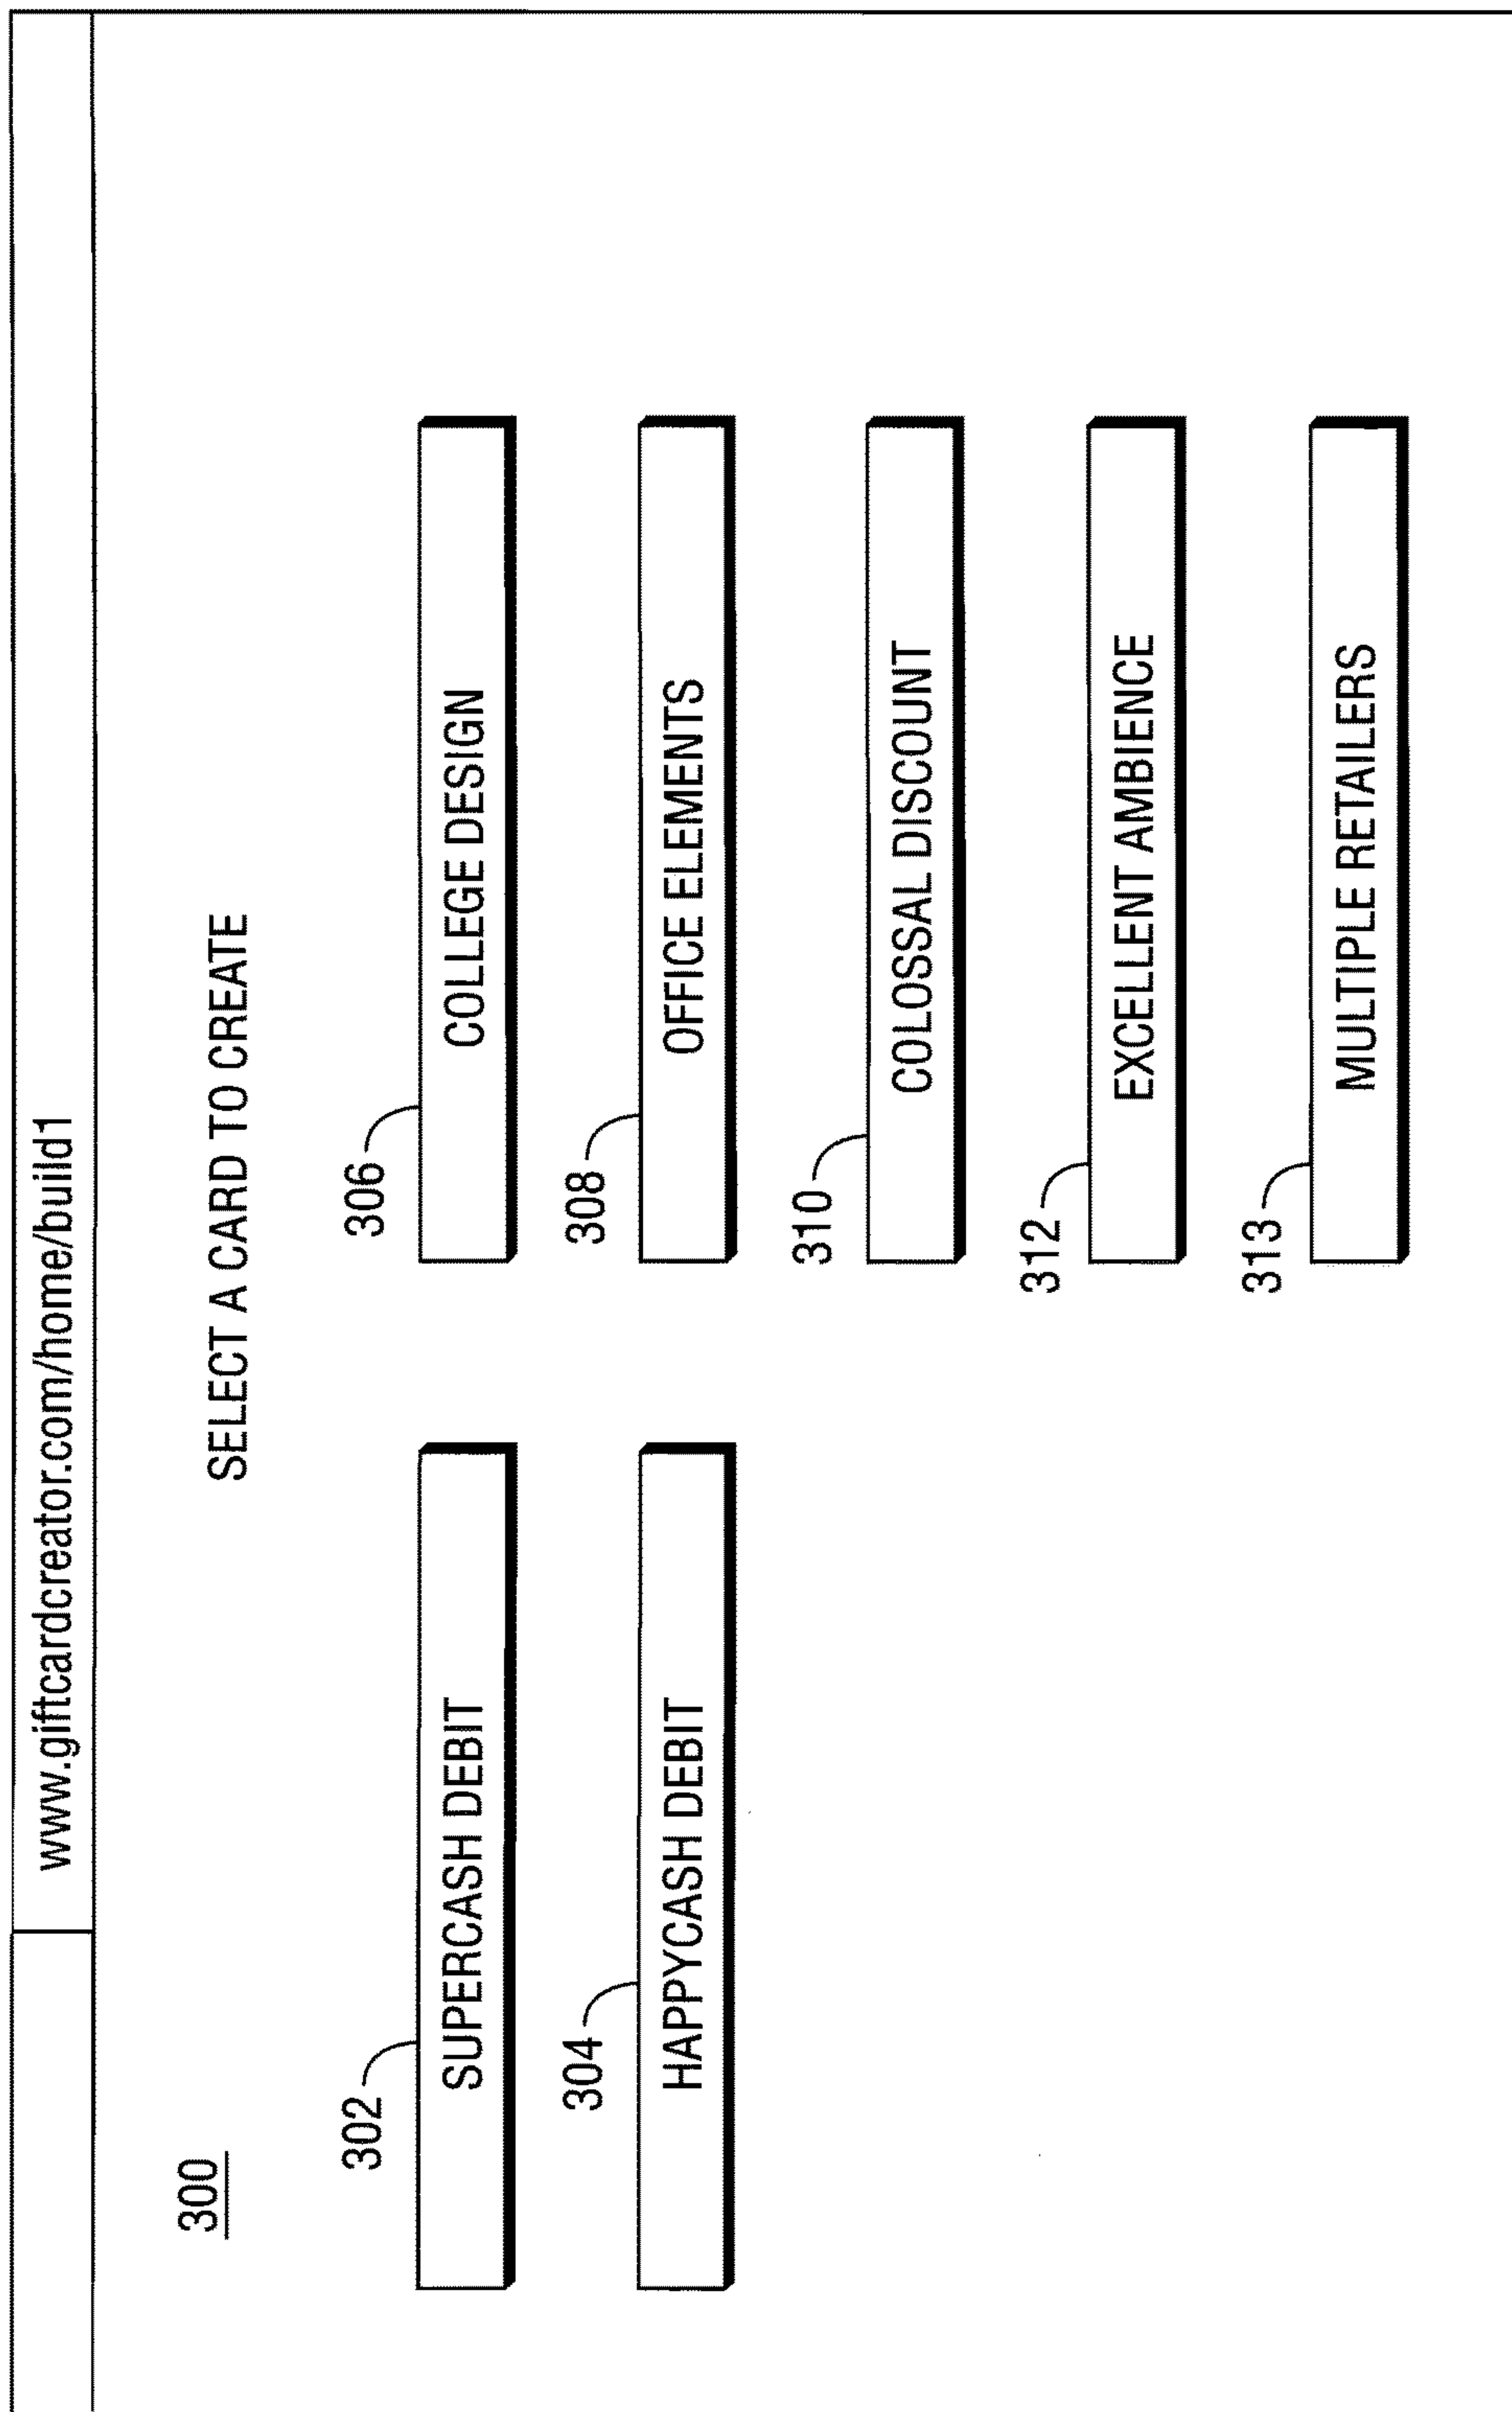 www.giftcardcreator.com/home/build1
300
SELECT A CARD TO CREATE
302
SUPERCASH DEBIT
304
HAPPYCASH DEBIT
306
COLLEGE DESIGN
308
OFFICE ELEMENTS
310
COLOSSAL DISCOUNT
312
EXCELLENT AMBIENCE
313
MULTIPLE RETAILERS